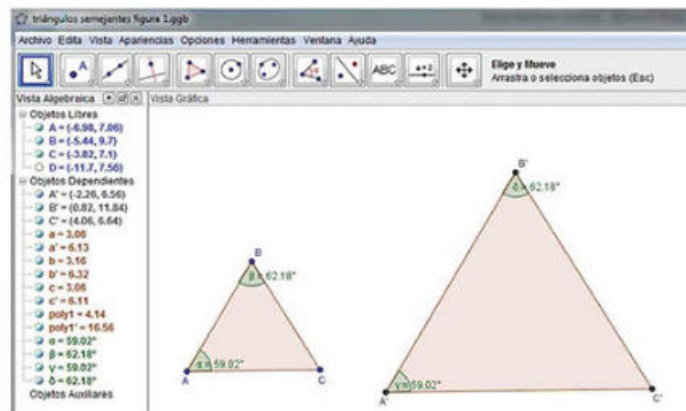 triángulos semejentes figura 1.ggb
Archivo Edita Vista Apariencias Opciones Herramientas Ventana Ayuda
A
ABC
a=2
Elige y Mueve
Arrastra o selecciona objetos (Esc)
Vista Algebraica
Vista Gráfica
Objetos Libres
A = (-6.98, 7.06)
B = (-5.44, 9.7)
C = (-3.82, 7.1)
D = (-11.7, 7.56)
Objetos Dependientes
A' = (-2.26, 6.56)
B' = (0.82, 11.84)
C' = (4.06, 6.64)
a = 3.06
a' = 6.13
b = 3.16
b' = 6.32
c = 3.06
c' = 6.11
poly1 = 4.14
poly1' = 16.56
α = 59.02°
β = 62.18°
γ = 59.02°
δ = 62.18°
Objetos Auxiliares
B
β = 62.18°
α = 59.02°
A
C
B'
δ = 62.18°
γ = 59.02°
A'
C'